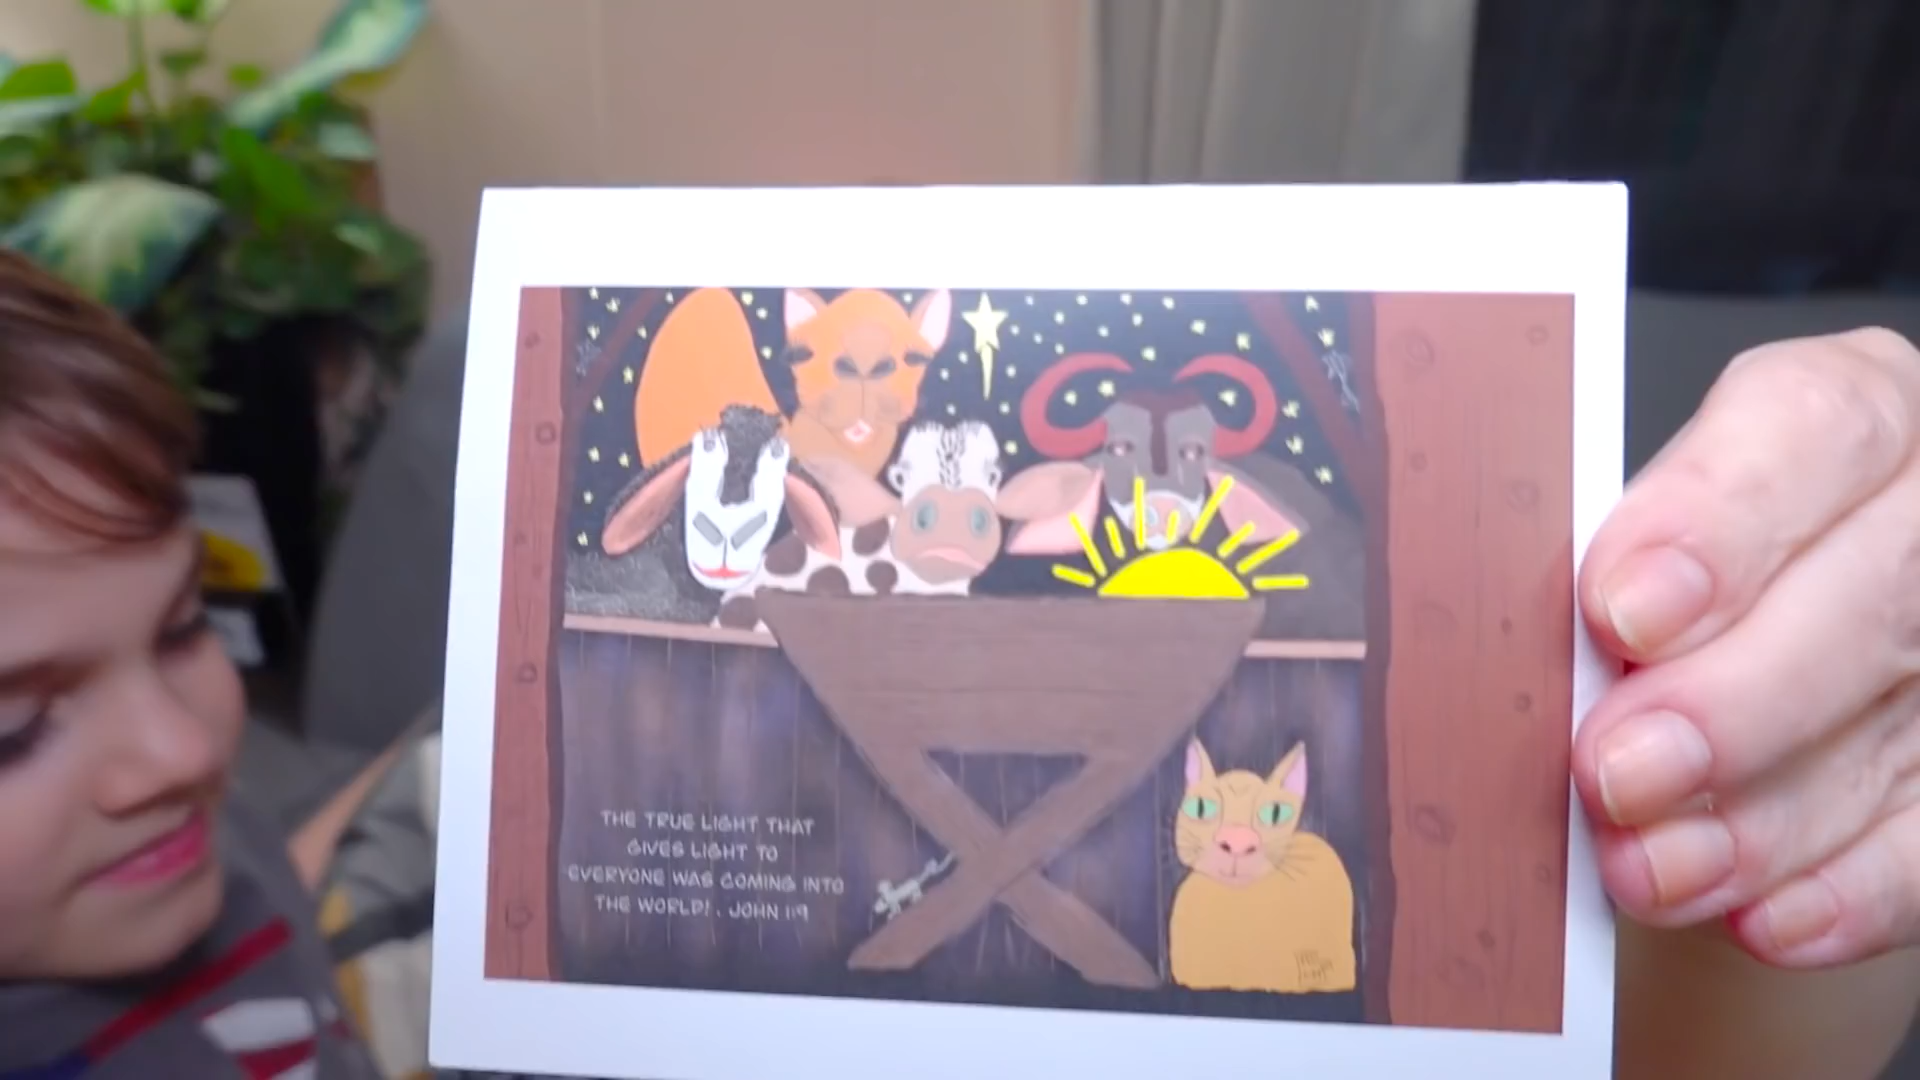 THE TRUE LIGHT THAT
GIVES LIGHT TO
EVERYONE WAS COMING INTO
THE WORLD! . JOHN 1:9